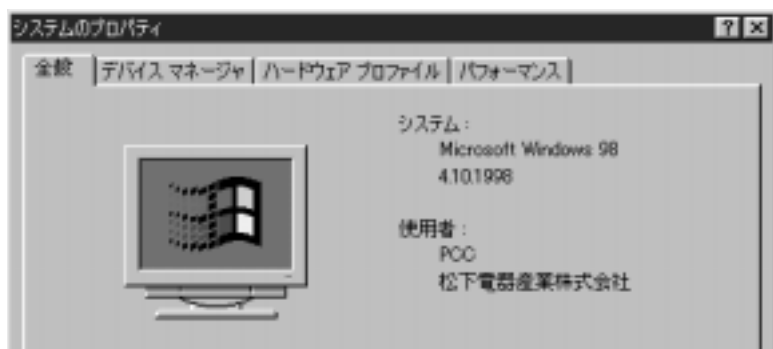 システムのプロパティ
全般
デバイス マネージャ
ハードウェア プロファイル
パフォーマンス
システム :
Microsoft Windows 98
4.10.1998
使用者 :
PCC
松下電器産業株式会社